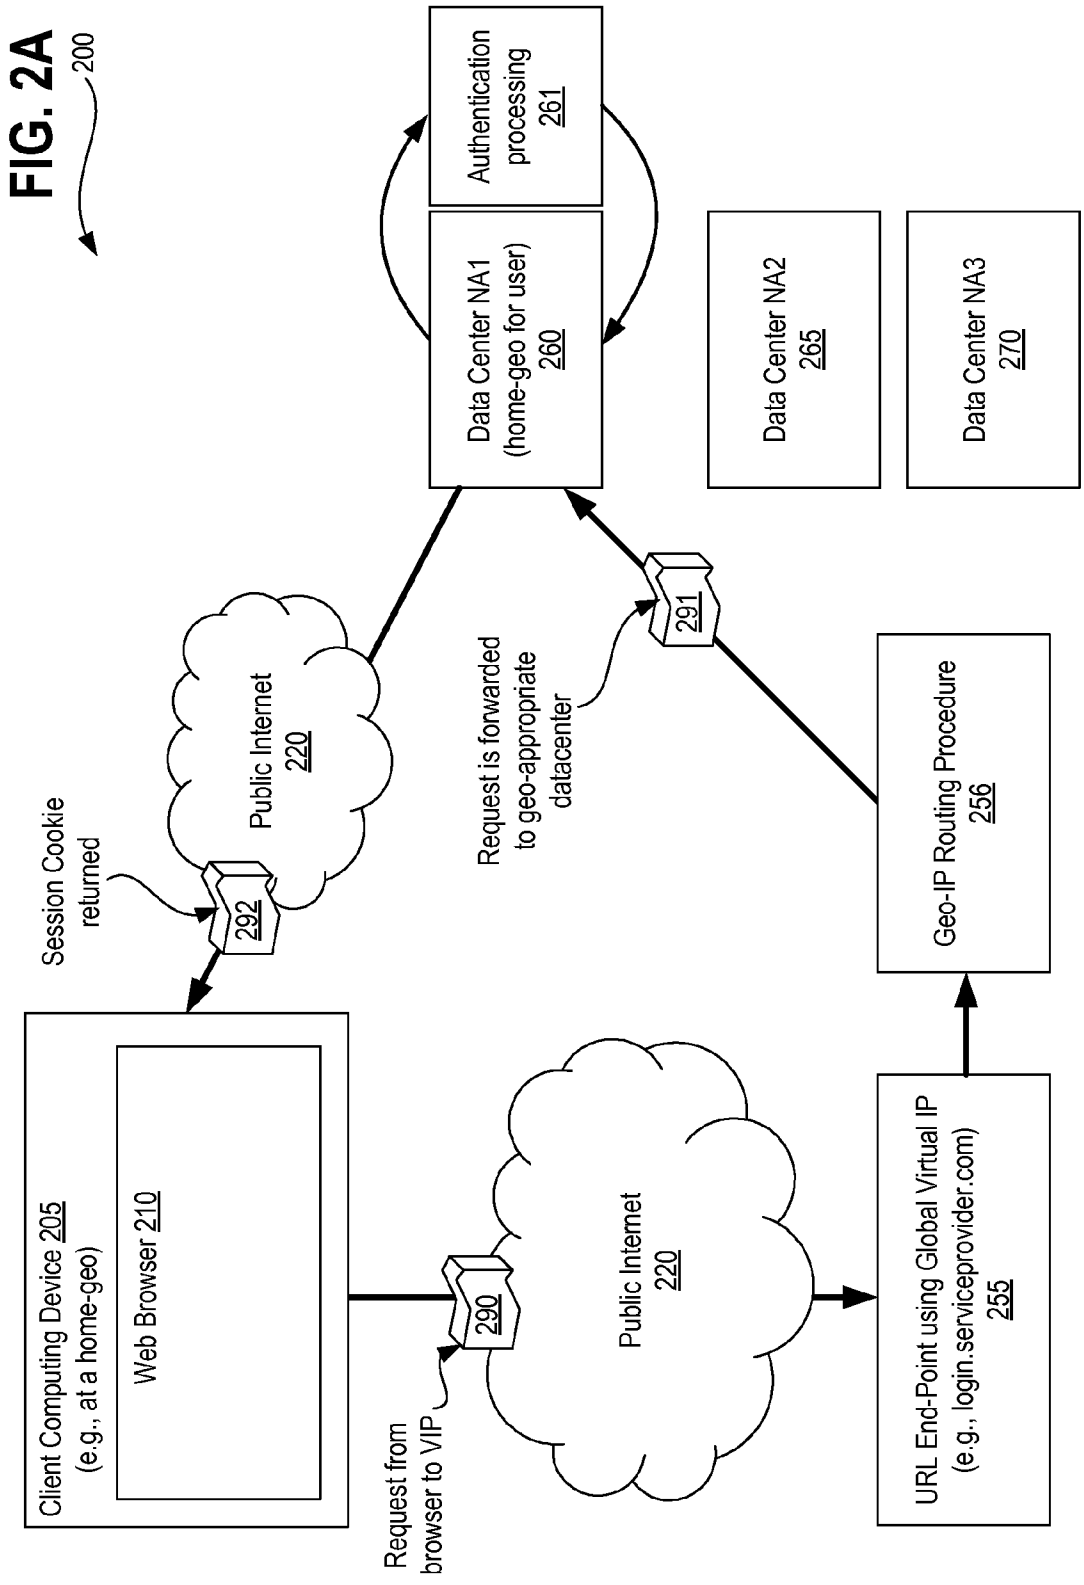 FIG. 2A
200
Client Computing Device 205
(e.g., at a home-geo)
Web Browser 210
Session Cookie
returned
292
Public Internet
220
Authentication
processing
261
Data Center NA1
(home-geo for user)
260
Request from
browser to VIP
290
Public Internet
220
Request is forwarded
to geo-appropriate
datacenter
291
Data Center NA2
265
Data Center NA3
270
URL End-Point using Global Virtual IP
(e.g., login.serviceprovider.com)
255
Geo-IP Routing Procedure
256